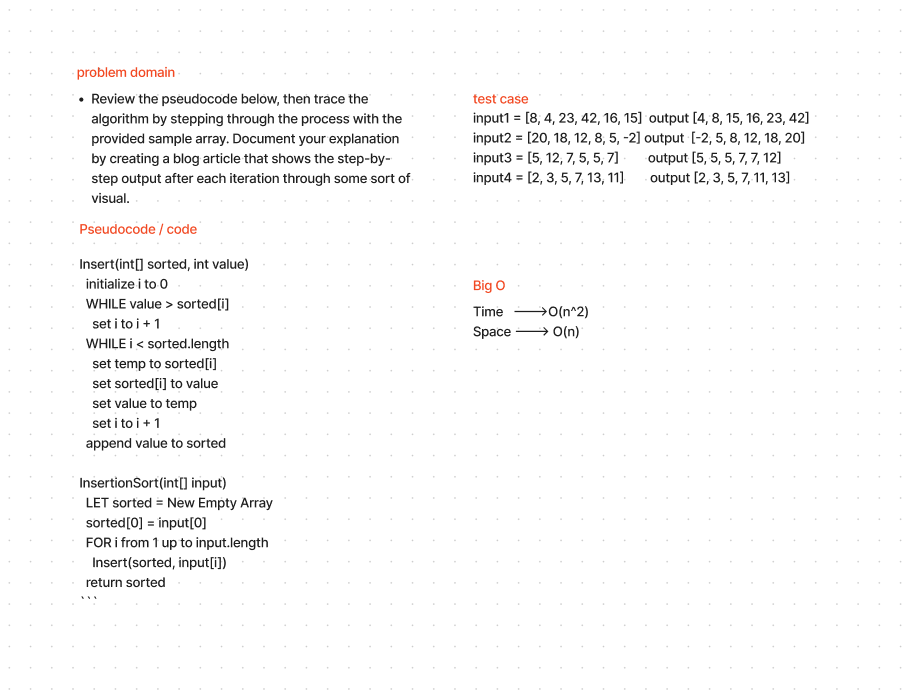 problem domain
• Review the pseudocode below, then trace the
algorithm by stepping through the process with the
provided sample array. Document your explanation
by creating a blog article that shows the step-by-
step output after each iteration through some sort of
visual.
Pseudocode / code
Insert(int[] sorted, int value)
initialize i to 0
WHILE value > sorted[i]
set i to i + 1
WHILE i < sorted.length
set temp to sorted[i]
set sorted[i] to value
set value to temp
set i to i + 1
append value to sorted
InsertionSort(int[] input)
LET sorted = New Empty Array
sorted[0] = input[0]
FOR i from 1 up to input.length
Insert(sorted, input[i])
return sorted
```
test case
input1 = [8, 4, 23, 42, 16, 15] output [4, 8, 15, 16, 23, 42]
input2 = [20, 18, 12, 8, 5, -2] output [-2, 5, 8, 12, 18, 20]
input3 = [5, 12, 7, 5, 5, 7] output [5, 5, 5, 7, 7, 12]
input4 = [2, 3, 5, 7, 13, 11] output [2, 3, 5, 7, 11, 13]
Big O
Time ⟶O(n^2)
Space ⟶ O(n)